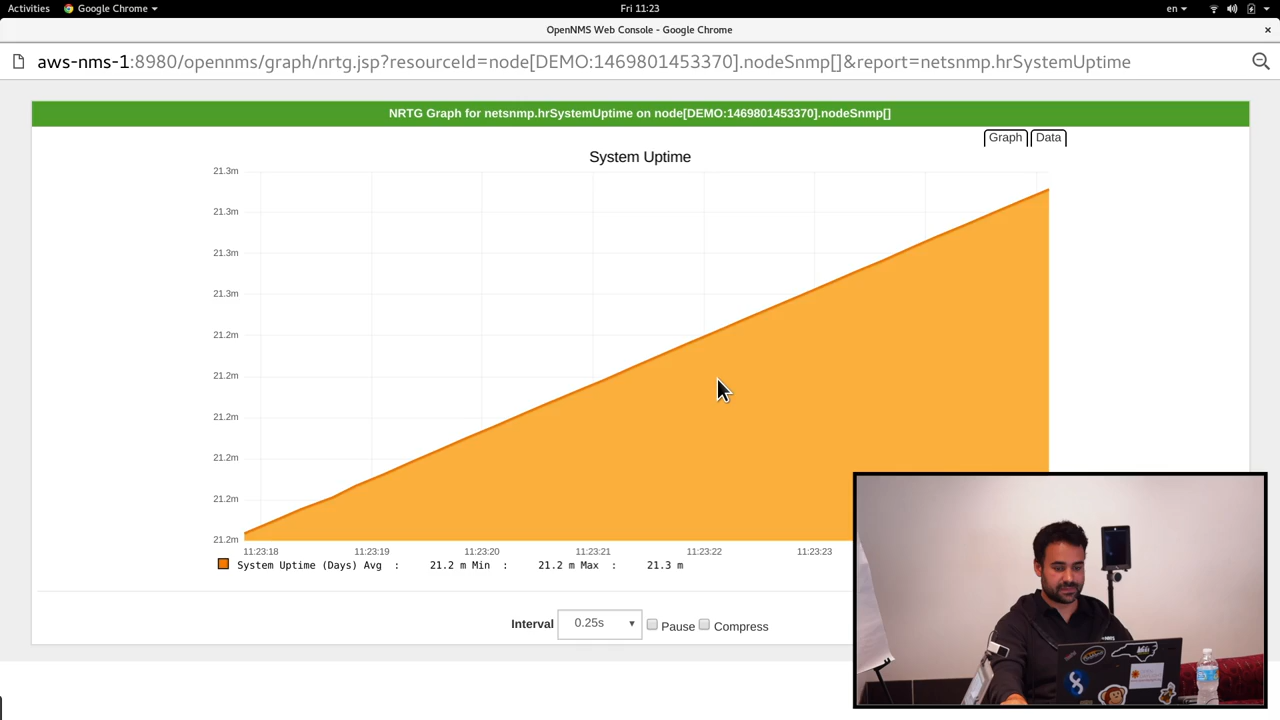 Activities Google Chrome ▾ Fri 11:23 en ▾
OpenNMS Web Console - Google Chrome ×
aws-nms-1:8980/opennms/graph/nrtg.jsp?resourceId=node[DEMO:1469801453370].nodeSnmp[]&report=netsnmp.hrSystemUptime
NRTG Graph for netsnmp.hrSystemUptime on node[DEMO:1469801453370].nodeSnmp[]
Graph Data
System Uptime
21.3m
21.3m
21.3m
21.3m
21.2m
21.2m
21.2m
21.2m
21.2m
21.2m
11:23:18 11:23:19 11:23:20 11:23:21 11:23:22 11:23:23
System Uptime (Days) Avg : 21.2 m Min : 21.2 m Max : 21.3 m
Interval 0.25s ▾ Pause Compress